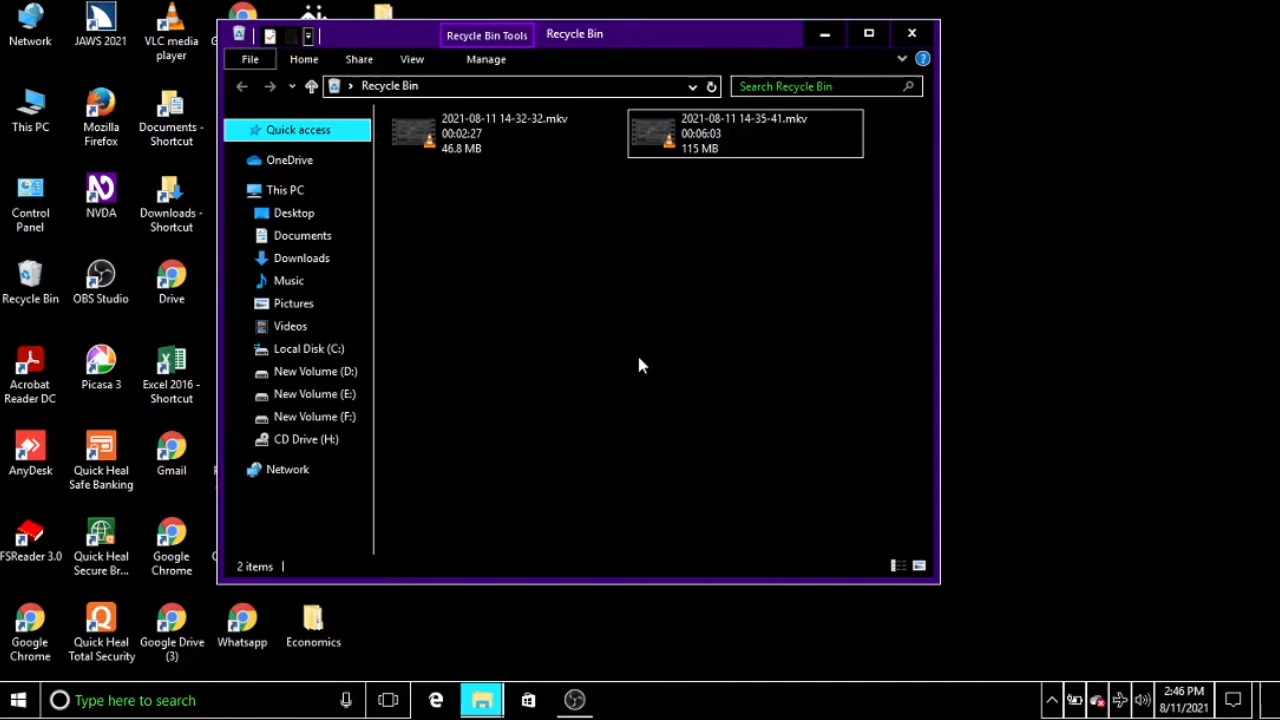 Network
JAWS 2021
VLC media
player
This PC
Mozilla
Firefox
Documents -
Shortcut
Control
Panel
NVDA
Downloads -
Shortcut
Recycle Bin
OBS Studio
Drive
Acrobat
Reader DC
Picasa 3
Excel 2016 -
Shortcut
AnyDesk
Quick Heal
Safe Banking
Gmail
FSReader 3.0
Quick Heal
Secure Br...
Google
Chrome
Google
Chrome
Quick Heal
Total Security
Google Drive
(3)
Whatsapp
Economics
Recycle Bin Tools
Recycle Bin
File
Home
Share
View
Manage
Recycle Bin
Search Recycle Bin
Quick access
OneDrive
This PC
Desktop
Documents
Downloads
Music
Pictures
Videos
Local Disk (C:)
New Volume (D:)
New Volume (E:)
New Volume (F:)
CD Drive (H:)
Network
2021-08-11 14-32-32.mkv
00:02:27
46.8 MB
2021-08-11 14-35-41.mkv
00:06:03
115 MB
2 items
Type here to search
2:46 PM
8/11/2021